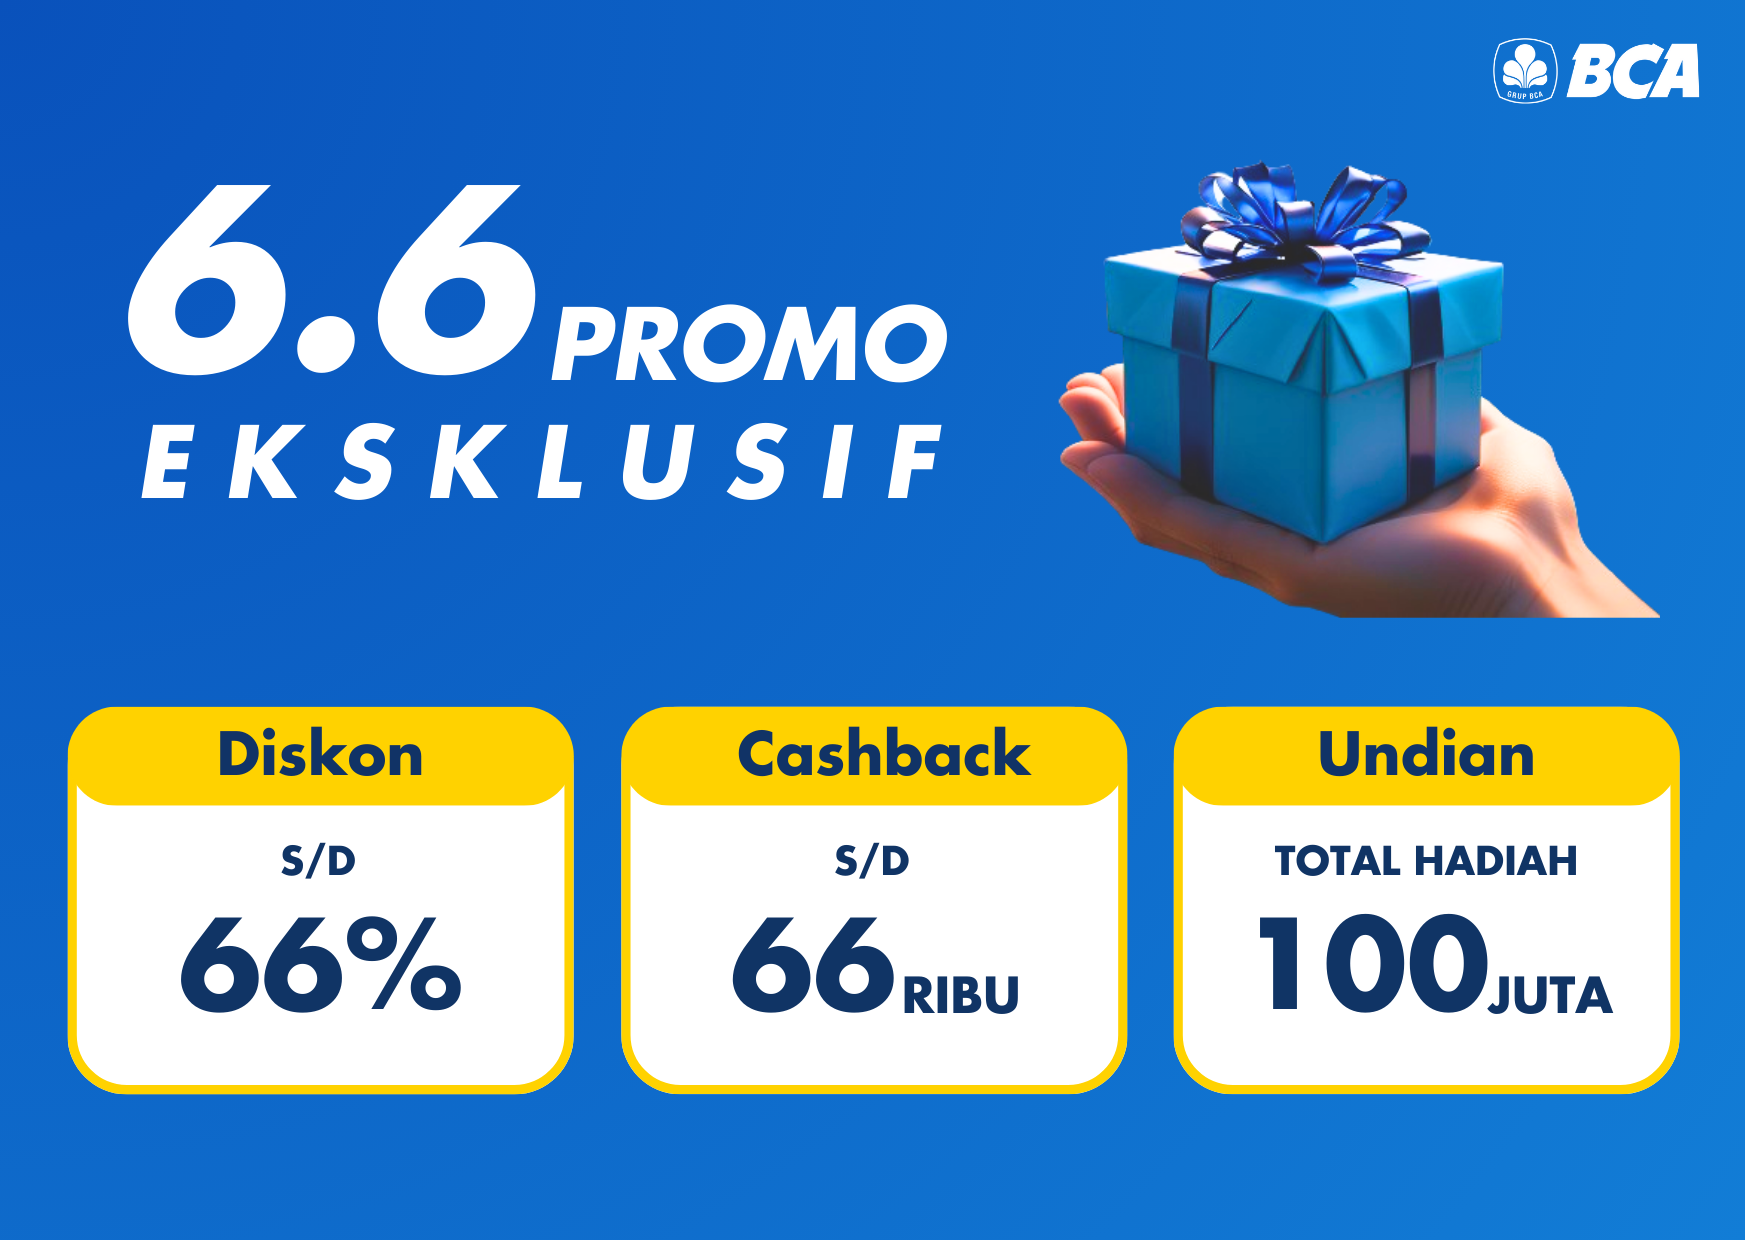 GRUP BCA
BCA
6.6 PROMO
EKSKLUSIF
Diskon
S/D
66%
Cashback
S/D
66 RIBU
Undian
TOTAL HADIAH
100 JUTA